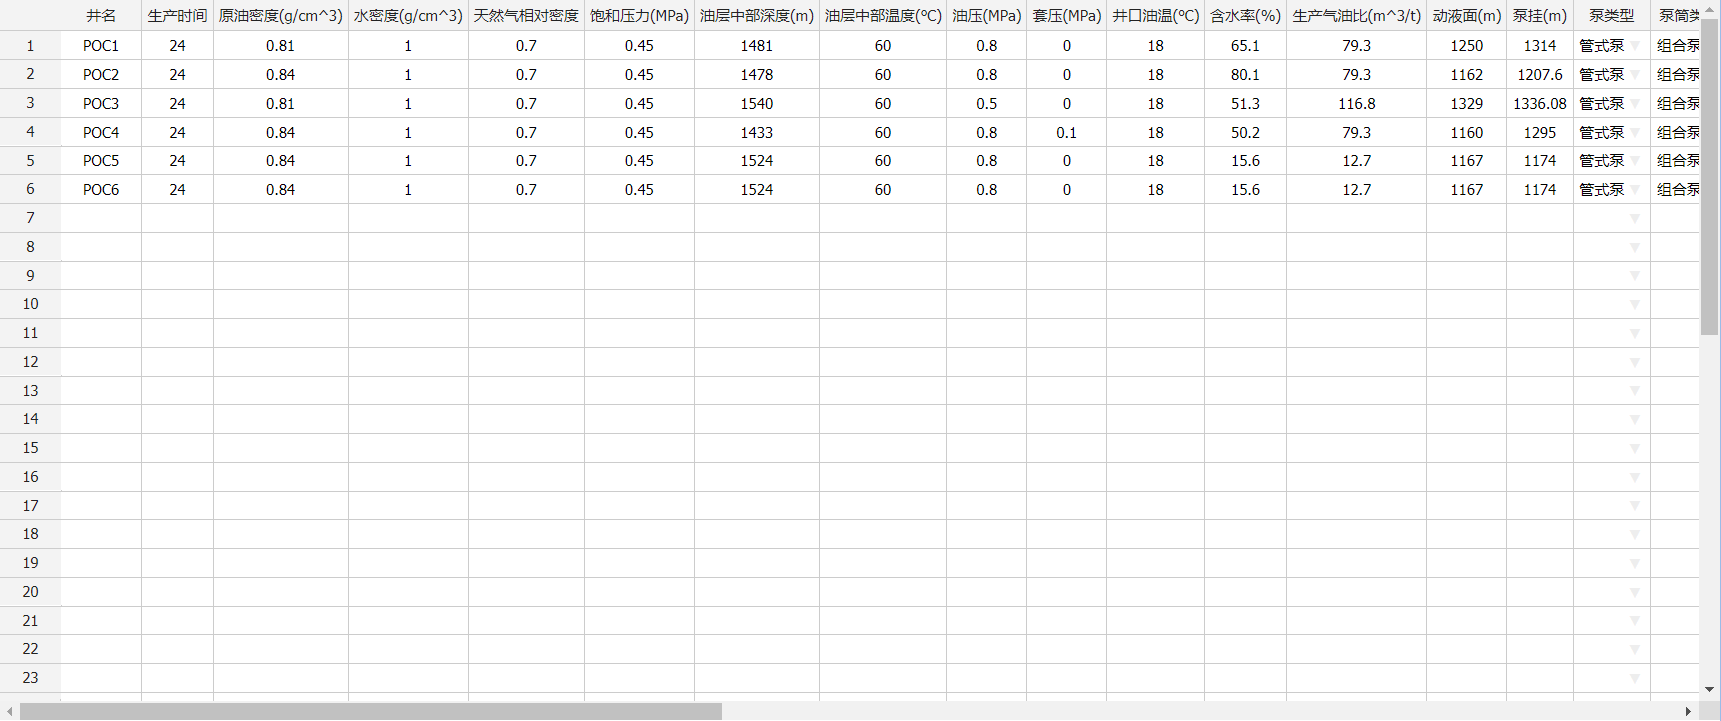 井名 生产时间 原油密度(g/cm^3) 水密度(g/cm^3) 天然气相对密度 饱和压力(MPa) 油层中部深度(m) 油层中部温度(℃) 油压(MPa) 套压(MPa) 井口油温(℃) 含水率(%) 生产气油比(m^3/t) 动液面(m) 泵挂(m) 泵类型 泵筒类
1 POC1 24 0.81 1 0.7 0.45 1481 60 0.8 0 18 65.1 79.3 1250 1314 管式泵 组合泵
2 POC2 24 0.84 1 0.7 0.45 1478 60 0.8 0 18 80.1 79.3 1162 1207.6 管式泵 组合泵
3 POC3 24 0.81 1 0.7 0.45 1540 60 0.5 0 18 51.3 116.8 1329 1336.08 管式泵 组合泵
4 POC4 24 0.84 1 0.7 0.45 1433 60 0.8 0.1 18 50.2 79.3 1160 1295 管式泵 组合泵
5 POC5 24 0.84 1 0.7 0.45 1524 60 0.8 0 18 15.6 12.7 1167 1174 管式泵 组合泵
6 POC6 24 0.84 1 0.7 0.45 1524 60 0.8 0 18 15.6 12.7 1167 1174 管式泵 组合泵
7
8
9
10
11
12
13
14
15
16
17
18
19
20
21
22
23